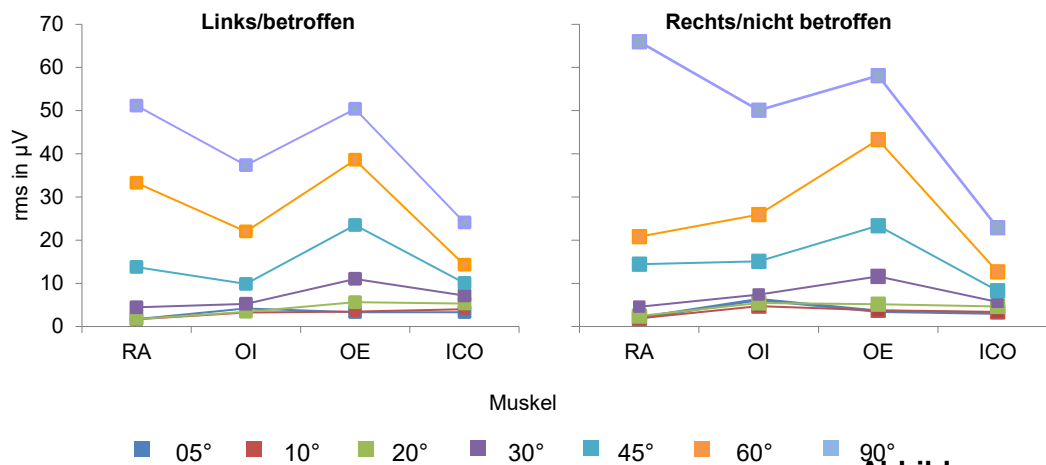 Links/betroffen
Rechts/nicht betroffen
70
60
50
40
30
20
10
0
rms in µV
RA OI OE ICO
RA OI OE ICO
Muskel
05° 10° 20° 30° 45° 60° 90°